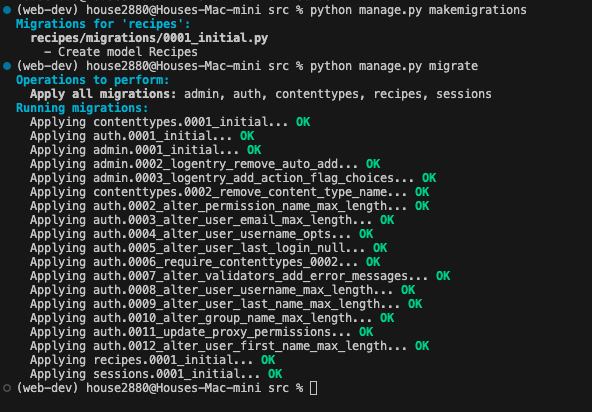 (web-dev) house2880@Houses-Mac-mini src % python manage.py makemigrations
Migrations for 'recipes':
recipes/migrations/0001_initial.py
- Create model Recipes
(web-dev) house2880@Houses-Mac-mini src % python manage.py migrate
Operations to perform:
Apply all migrations: admin, auth, contenttypes, recipes, sessions
Running migrations:
Applying contenttypes.0001_initial... OK
Applying auth.0001_initial... OK
Applying admin.0001_initial... OK
Applying admin.0002_logentry_remove_auto_add... OK
Applying admin.0003_logentry_add_action_flag_choices... OK
Applying contenttypes.0002_remove_content_type_name... OK
Applying auth.0002_alter_permission_name_max_length... OK
Applying auth.0003_alter_user_email_max_length... OK
Applying auth.0004_alter_user_username_opts... OK
Applying auth.0005_alter_user_last_login_null... OK
Applying auth.0006_require_contenttypes_0002... OK
Applying auth.0007_alter_validators_add_error_messages... OK
Applying auth.0008_alter_user_username_max_length... OK
Applying auth.0009_alter_user_last_name_max_length... OK
Applying auth.0010_alter_group_name_max_length... OK
Applying auth.0011_update_proxy_permissions... OK
Applying auth.0012_alter_user_first_name_max_length... OK
Applying recipes.0001_initial... OK
Applying sessions.0001_initial... OK
(web-dev) house2880@Houses-Mac-mini src %